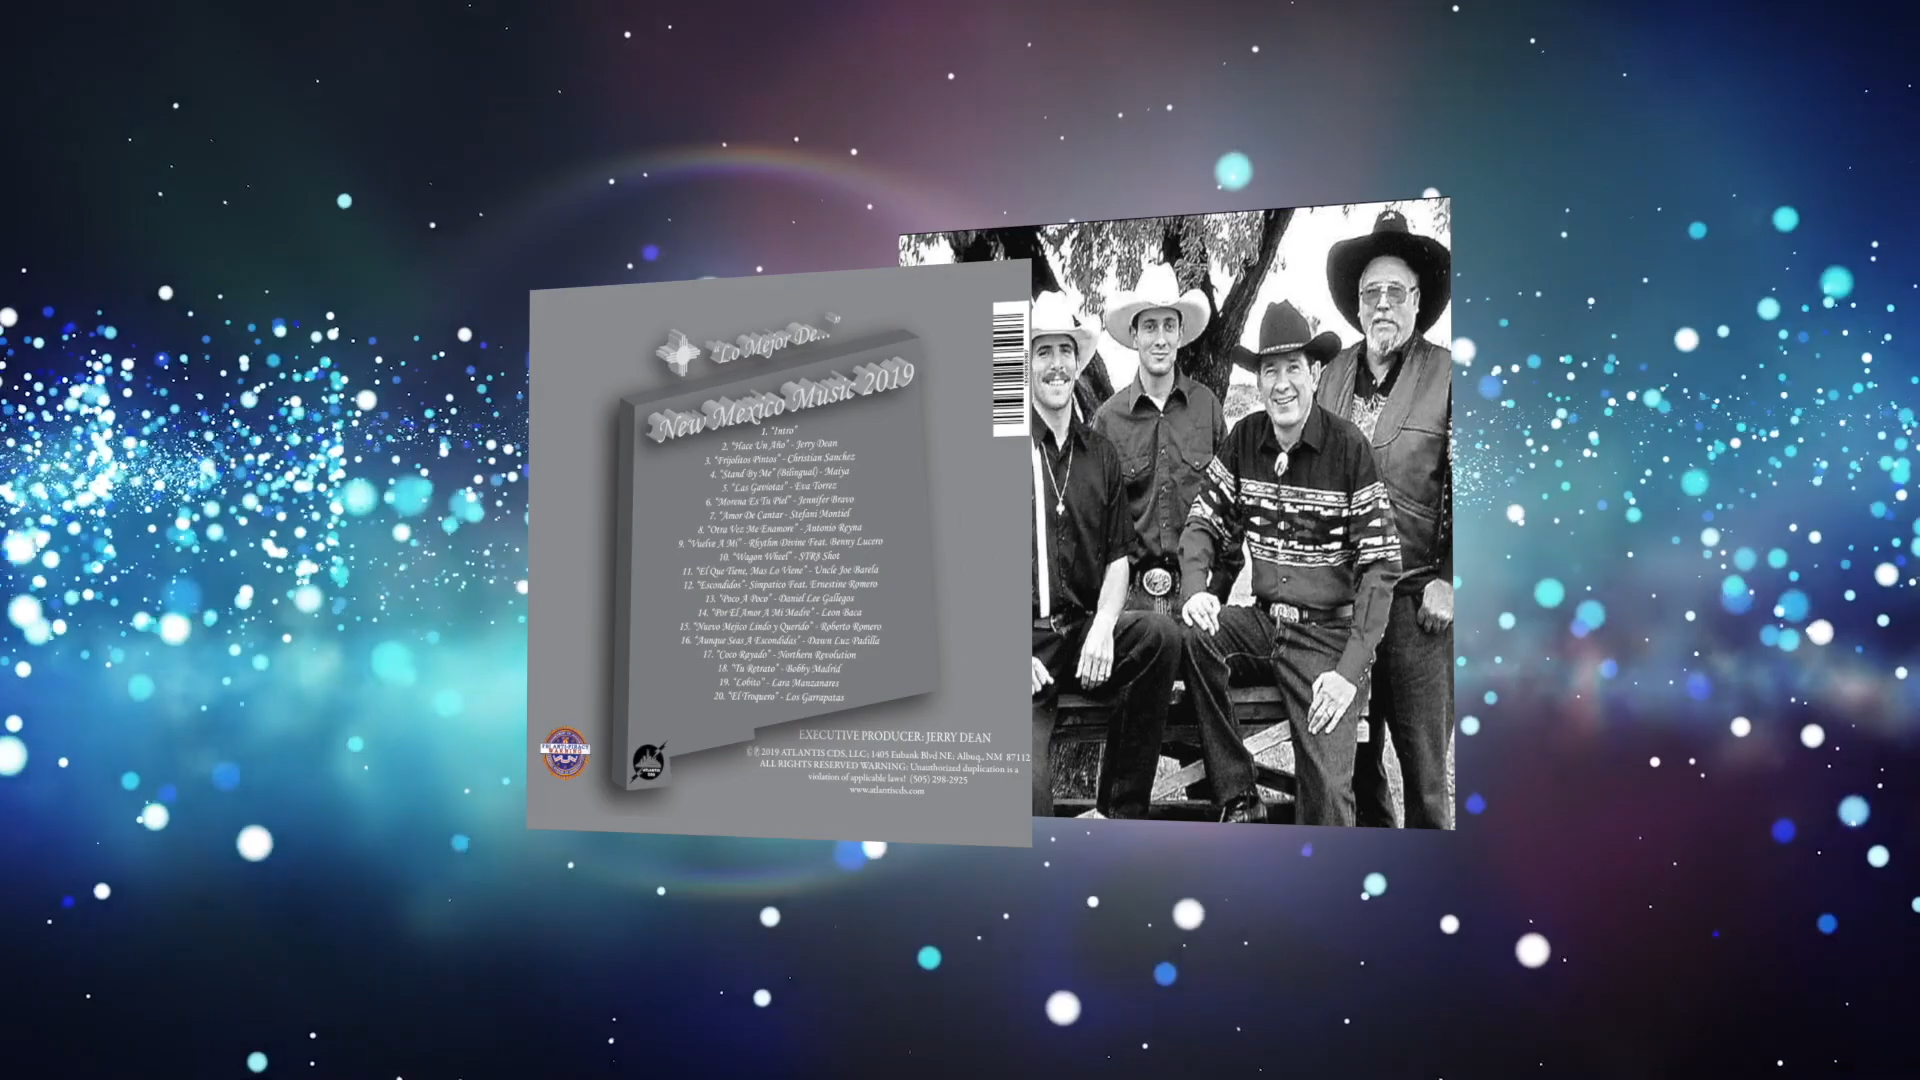 “Lo Mejor De...”
New Mexico Music 2019
1. “Intro”
2. “Hace Un Año” - Jerry Dean
3. “Frijolitos Pintos” - Christian Sanchez
4. “Stand By Me” (Bilingual) - Maiya
5. “Las Gaviotas” - Eva Torrez
6. “Morena Es Tu Piel” - Jennifer Bravo
7. “Amor De Cantar - Stefani Montiel
8. “Otra Vez Me Enamore” - Antonio Reyna
9. “Vuelve A Mi” - Rhythm Divine Feat. Benny Lucero
10. “Wagon Wheel” - STR8 Shot
11. “El Que Tiene, Mas Lo Viene” - Uncle Joe Barela
12. “Escondidos”- Simpatico Feat. Ernestine Romero
13. “Poco A Poco” - Daniel Lee Gallegos
14. “Por El Amor A Mi Madre” - Leon Baca
15. “Nuevo Mejico Lindo y Querido” - Roberto Romero
16. “Aunque Seas A Escondidas” - Dawn Luz Padilla
17. “Coco Rayado” - Northern Revolution
18. “Tu Retrato” - Bobby Madrid
19. “Lobito” - Lara Manzanares
20. “El Troquero” - Los Garrapatas
EXECUTIVE PRODUCER: JERRY DEAN
©℗2019 ATLANTIS CDS, LLC: 1405 Eubank Blvd NE: Albuq., NM 87112
ALL RIGHTS RESERVED WARNING: Unauthorized duplication is a
violation of applicable laws! (505) 298-2925
www.atlantiscds.com